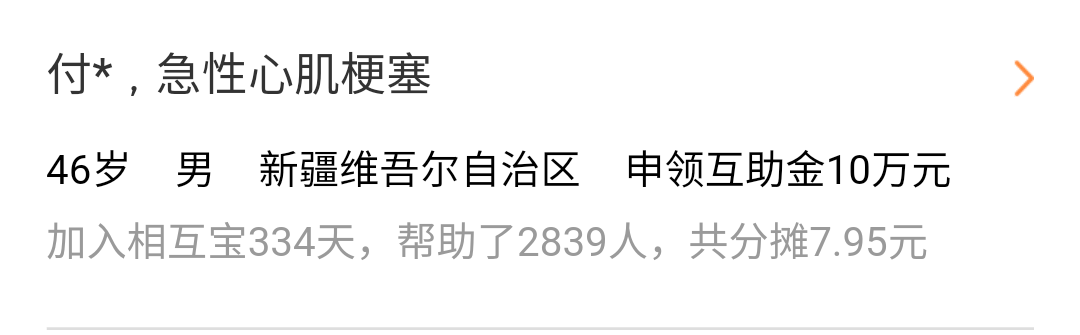 付*，急性心肌梗塞
46岁 男 新疆维吾尔自治区 申领互助金10万元
加入相互宝334天，帮助了2839人，共分摊7.95元